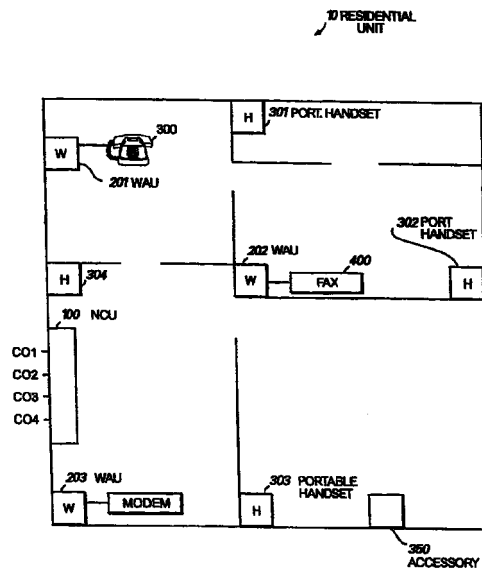 10 RESIDENTIAL
UNIT
H
301 PORT. HANDSET
300
W
201 WAU
302 PORT
HANDSET
202 WAU
400
H
304
W
FAX
H
100 NCU
CO1
CO2
CO3
CO4
203 WAU
303 PORTABLE
HANDSET
W
MODEM
H
350
ACCESSORY